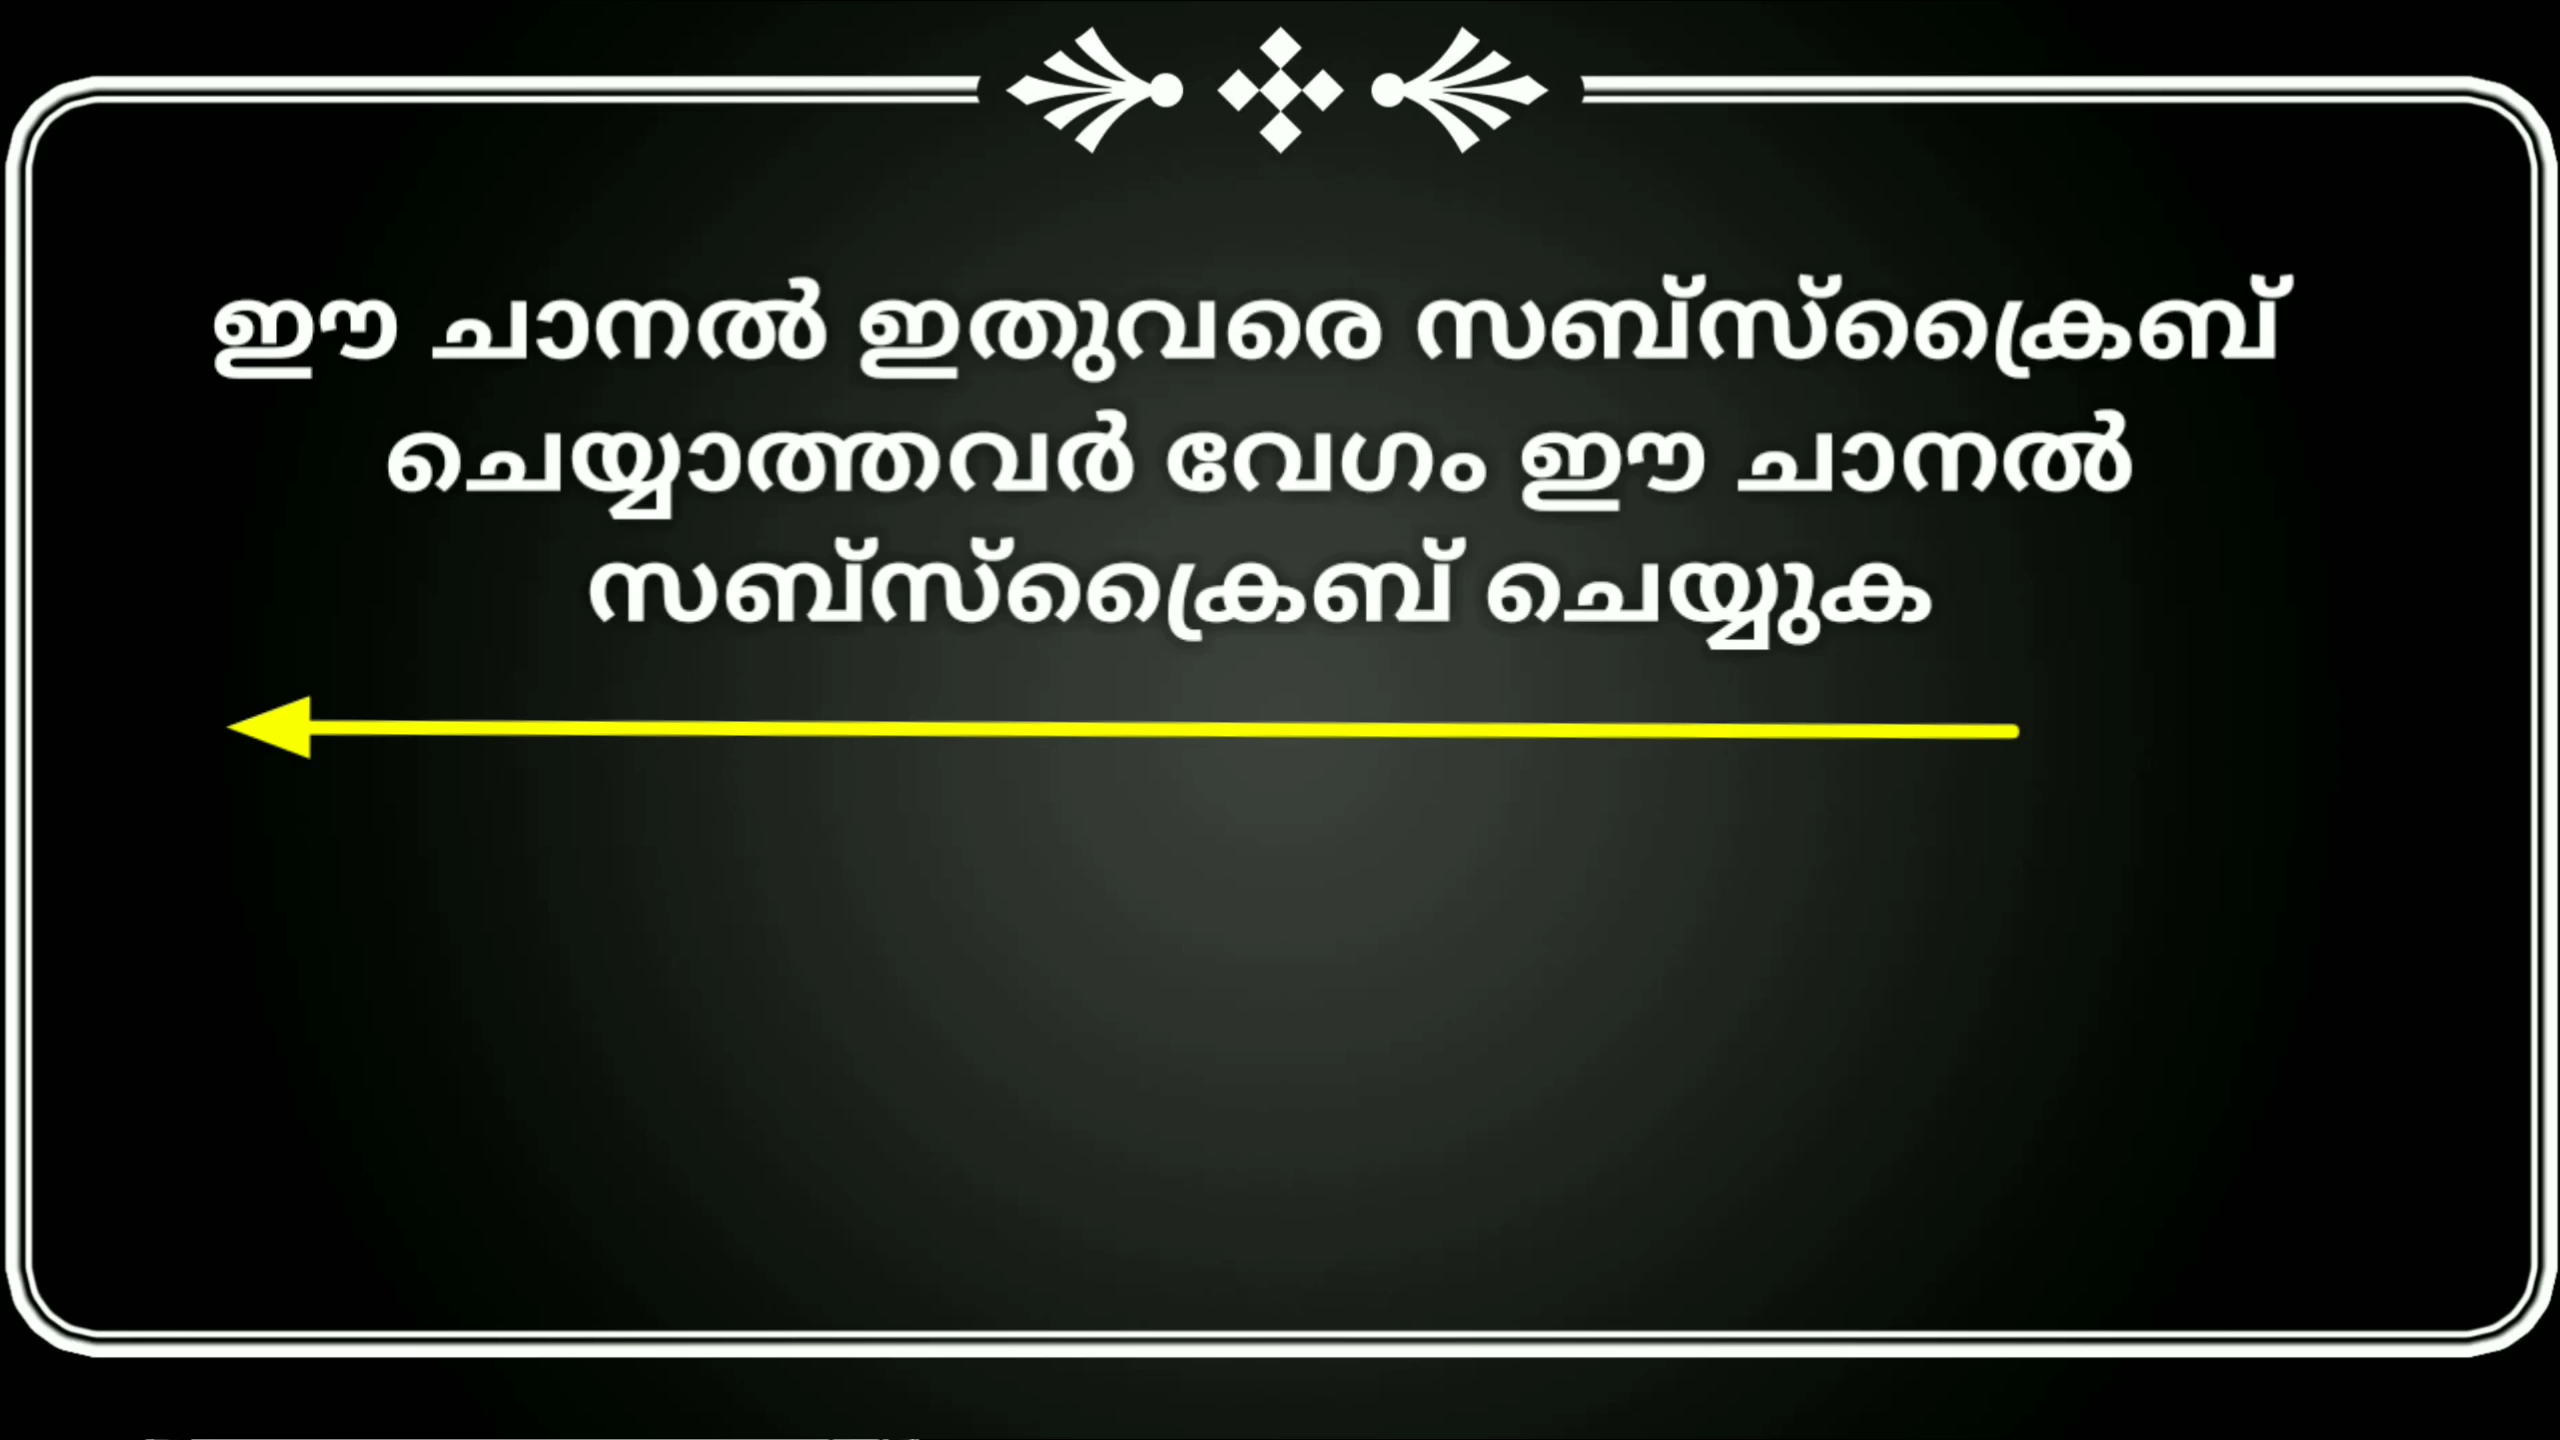 ഈ ചാനൽ ഇതുവരെ സബ്സ്ക്രൈബ്
ചെയ്യാത്തവർ വേഗം ഈ ചാനൽ
സബ്സ്ക്രൈബ് ചെയ്യുക